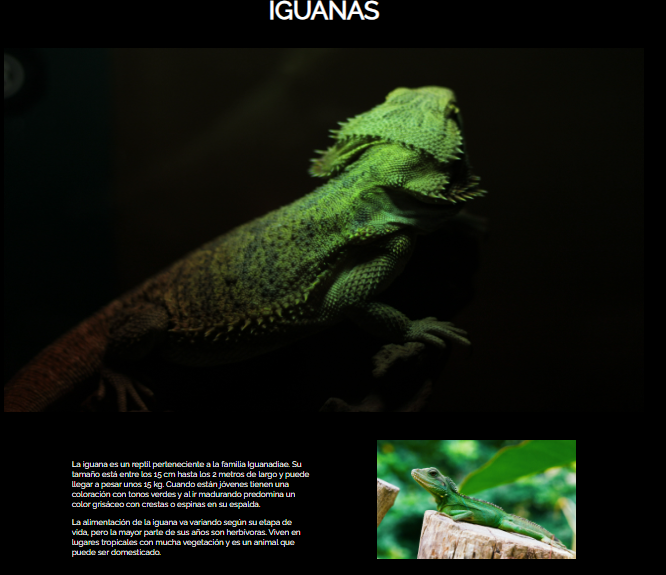 IGUANAS
La iguana es un reptil perteneciente a la familia Iguanadiae. Su
tamaño está entre los 15 cm hasta los 2 metros de largo y puede
llegar a pesar unos 15 kg. Cuando están jóvenes tienen una
coloración con tonos verdes y al ir madurando predomina un
color grisáceo con crestas o espinas en su espalda.
La alimentación de la iguana va variando según su etapa de
vida, pero la mayor parte de sus años son herbívoras. Viven en
lugares tropicales con mucha vegetación y es un animal que
puede ser domesticado.